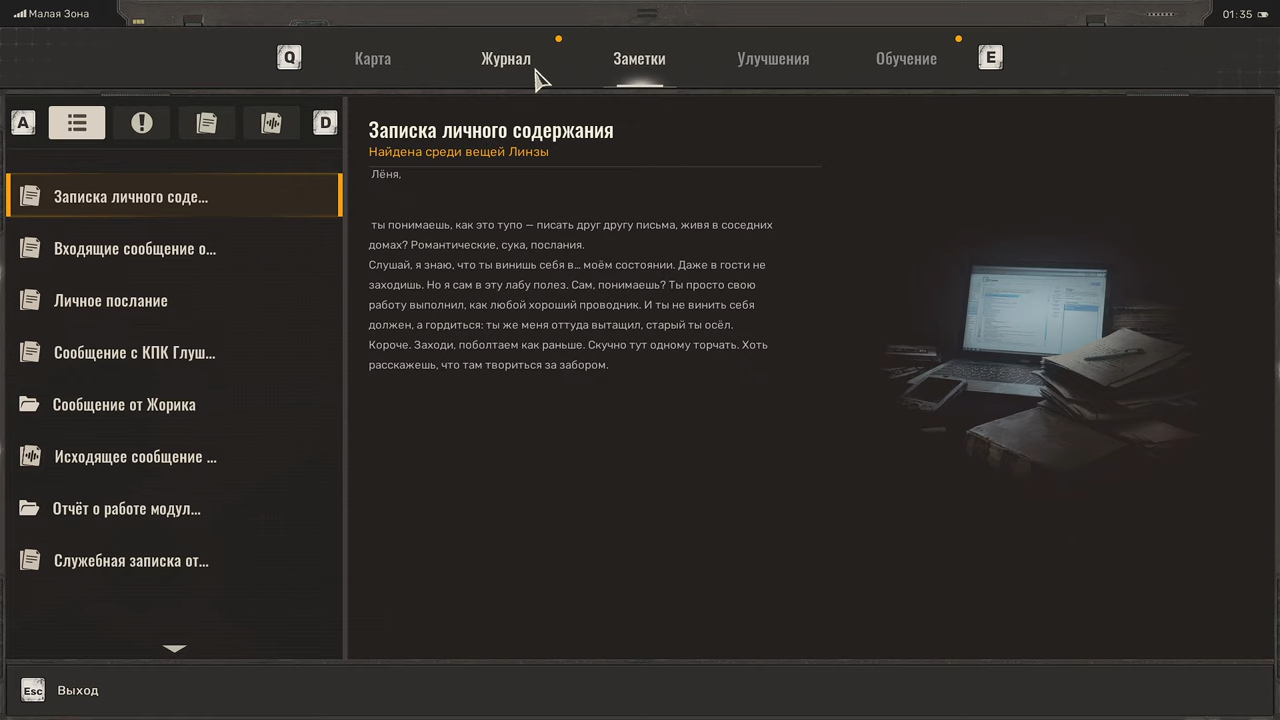 Малая Зона
01:35
Q
Карта
Журнал
Заметки
Улучшения
Обучение
E
A
D
Записка личного соде...
Входящие сообщение о...
Личное послание
Сообщение с КПК Глуш...
Сообщение от Жорика
Исходящее сообщение ...
Отчёт о работе модул...
Служебная записка от...
Записка личного содержания
Найдена среди вещей Линзы
Лёня,
ты понимаешь, как это тупо — писать друг другу письма, живя в соседних
домах? Романтические, сука, послания.
Слушай, я знаю, что ты винишь себя в… моём состоянии. Даже в гости не
заходишь. Но я сам в эту лабу полез. Сам, понимаешь? Ты просто свою
работу выполнил, как любой хороший проводник. И ты не винить себя
должен, а гордиться: ты же меня оттуда вытащил, старый ты осёл.
Короче. Заходи, поболтаем как раньше. Скучно тут одному торчать. Хоть
расскажешь, что там твориться за забором.
Esc
Выход